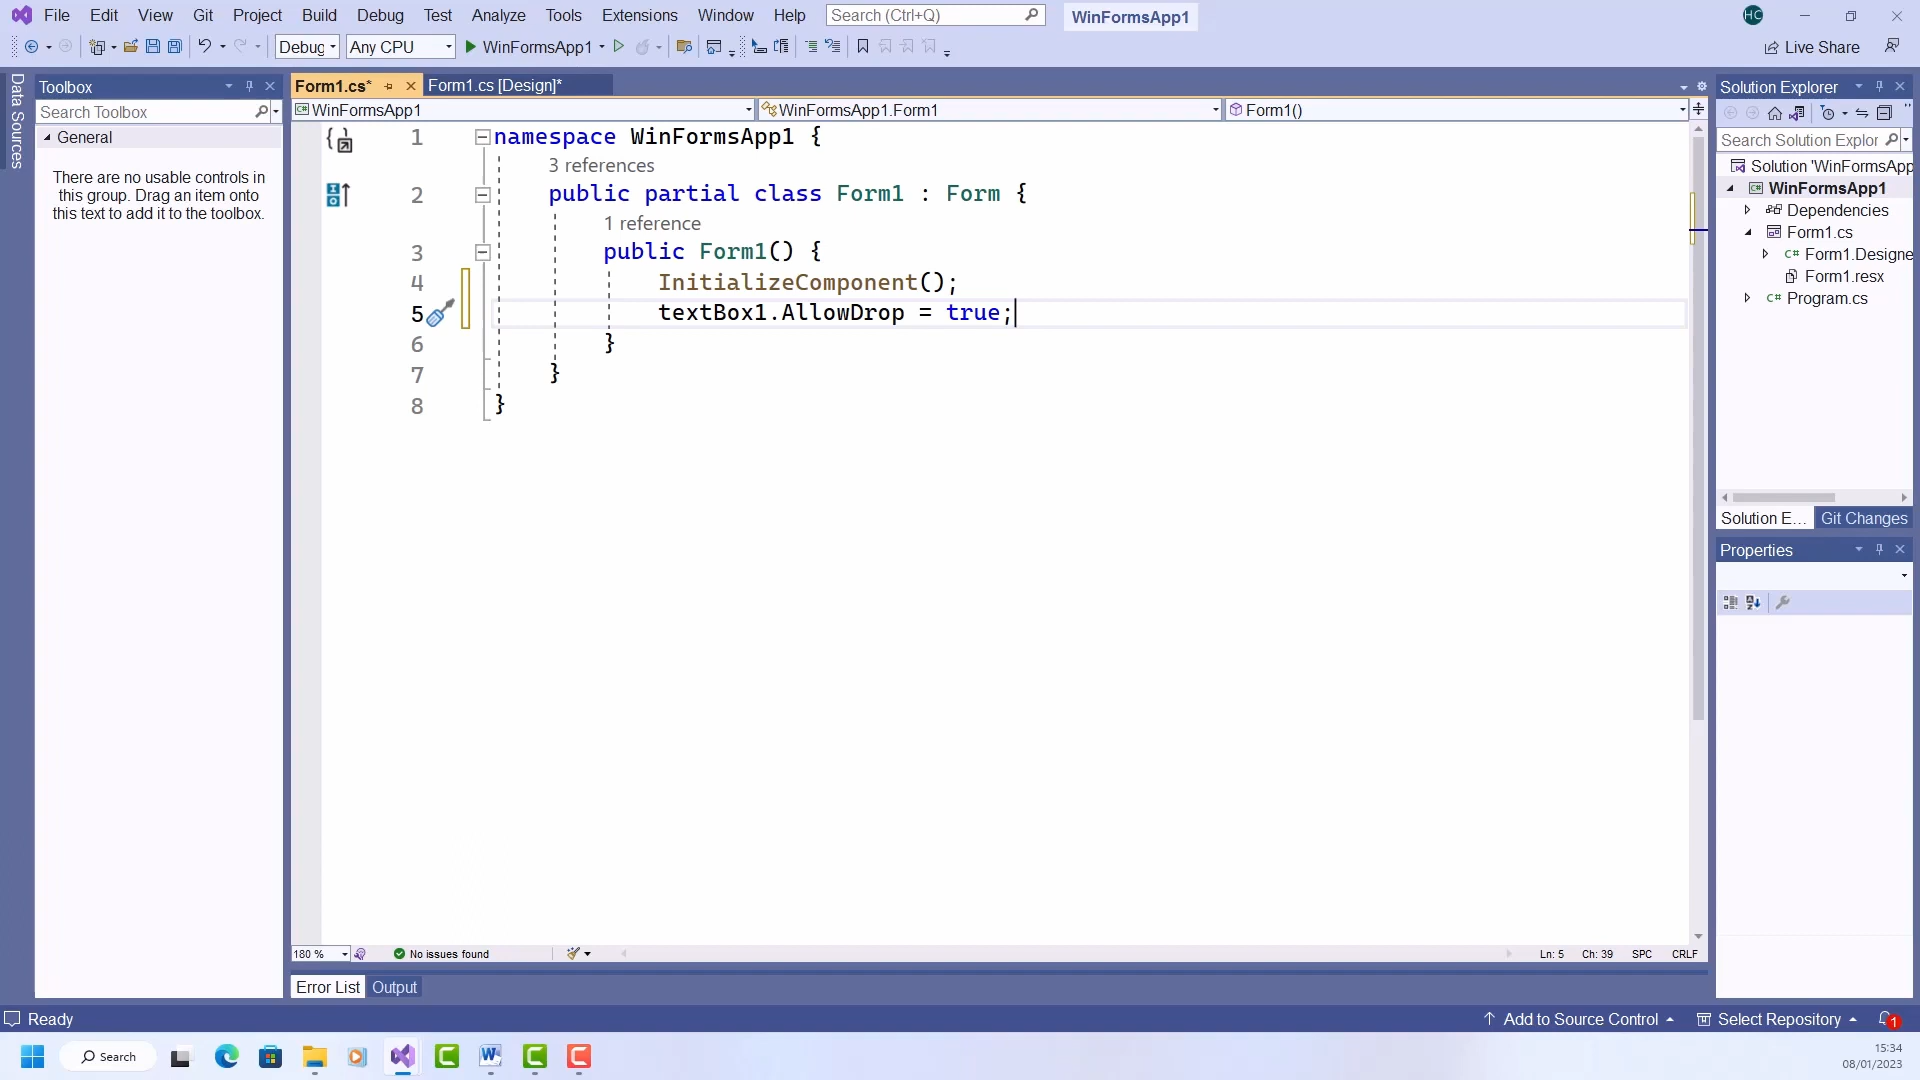 File Edit View Git Project Build Debug Test Analyze Tools Extensions Window Help Search (Ctrl+Q) WinFormsApp1 HC
Debug Any CPU WinFormsApp1 Live Share
Data Sources
Toolbox
Search Toolbox
General
There are no usable controls in
this group. Drag an item onto
this text to add it to the toolbox.
Form1.cs* Form1.cs [Design]*
WinFormsApp1 WinFormsApp1.Form1 Form1()
1 namespace WinFormsApp1 {
3 references
2 public partial class Form1 : Form {
1 reference
3 public Form1() {
4 InitializeComponent();
5 textBox1.AllowDrop = true;
6 }
7 }
8 }
180 % No issues found Ln: 5 Ch: 39 SPC CRLF
Error List Output
Solution Explorer
Search Solution Explor
Solution 'WinFormsApp
WinFormsApp1
Dependencies
Form1.cs
Form1.Designe
Form1.resx
Program.cs
Solution E... Git Changes
Properties
Ready Add to Source Control Select Repository 1
Search
15:34
08/01/2023